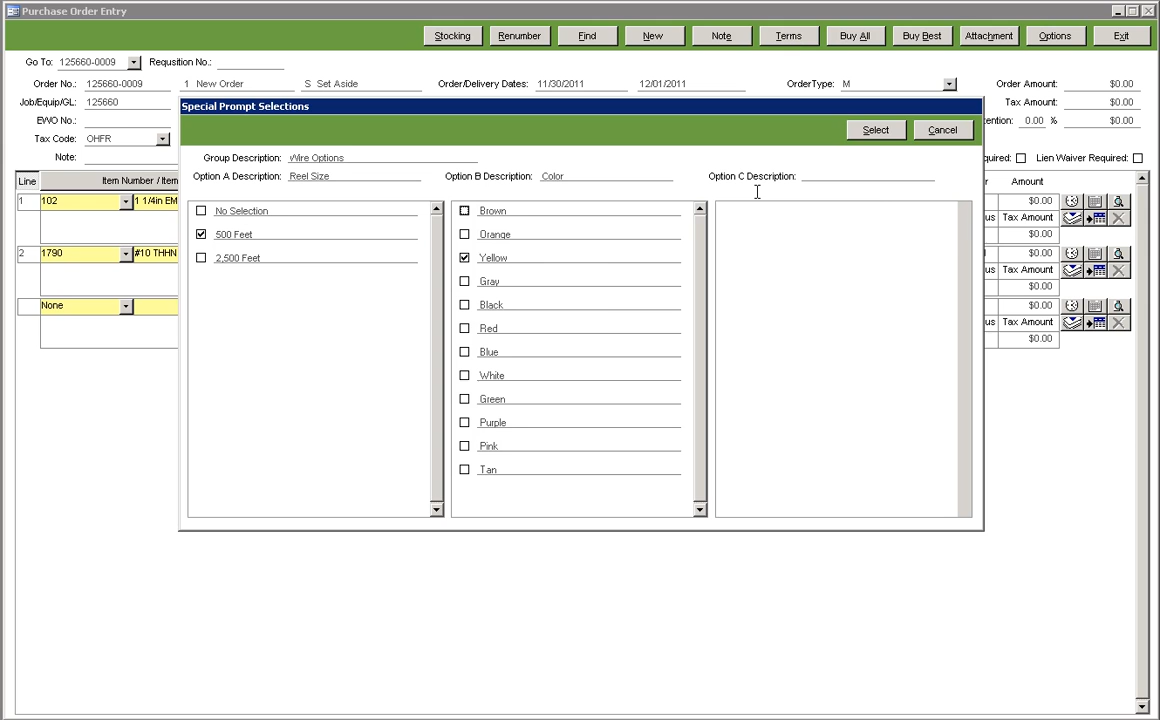 Purchase Order Entry
Stocking Renumber Find New Note Terms Buy All Buy Best Attachment Options Exit
Go To: 125660-0009 Requsition No.:
Order No.: 125660-0009 1 New Order S Set Aside Order/Delivery Dates: 11/30/2011 12/01/2011 OrderType: M Order Amount: $0.00
Job/Equip/GL: 125660 Tax Amount: $0.00
EWO No.: tention: 0.00 % $0.00
Tax Code: OHFR
Note: quired: Lien Waiver Required:
Special Prompt Selections
Select Cancel
Group Description: Wire Options
Option A Description: Reel Size Option B Description: Color Option C Description:
No Selection
500 Feet
2,500 Feet
Brown
Orange
Yellow
Gray
Black
Red
Blue
White
Green
Purple
Pink
Tan
Line Item Number / Item r Amount
1 102 1 1/4in EM $0.00
us Tax Amount
$0.00
2 1790 #10 THHN $0.00
us Tax Amount
$0.00
None $0.00
us Tax Amount
$0.00